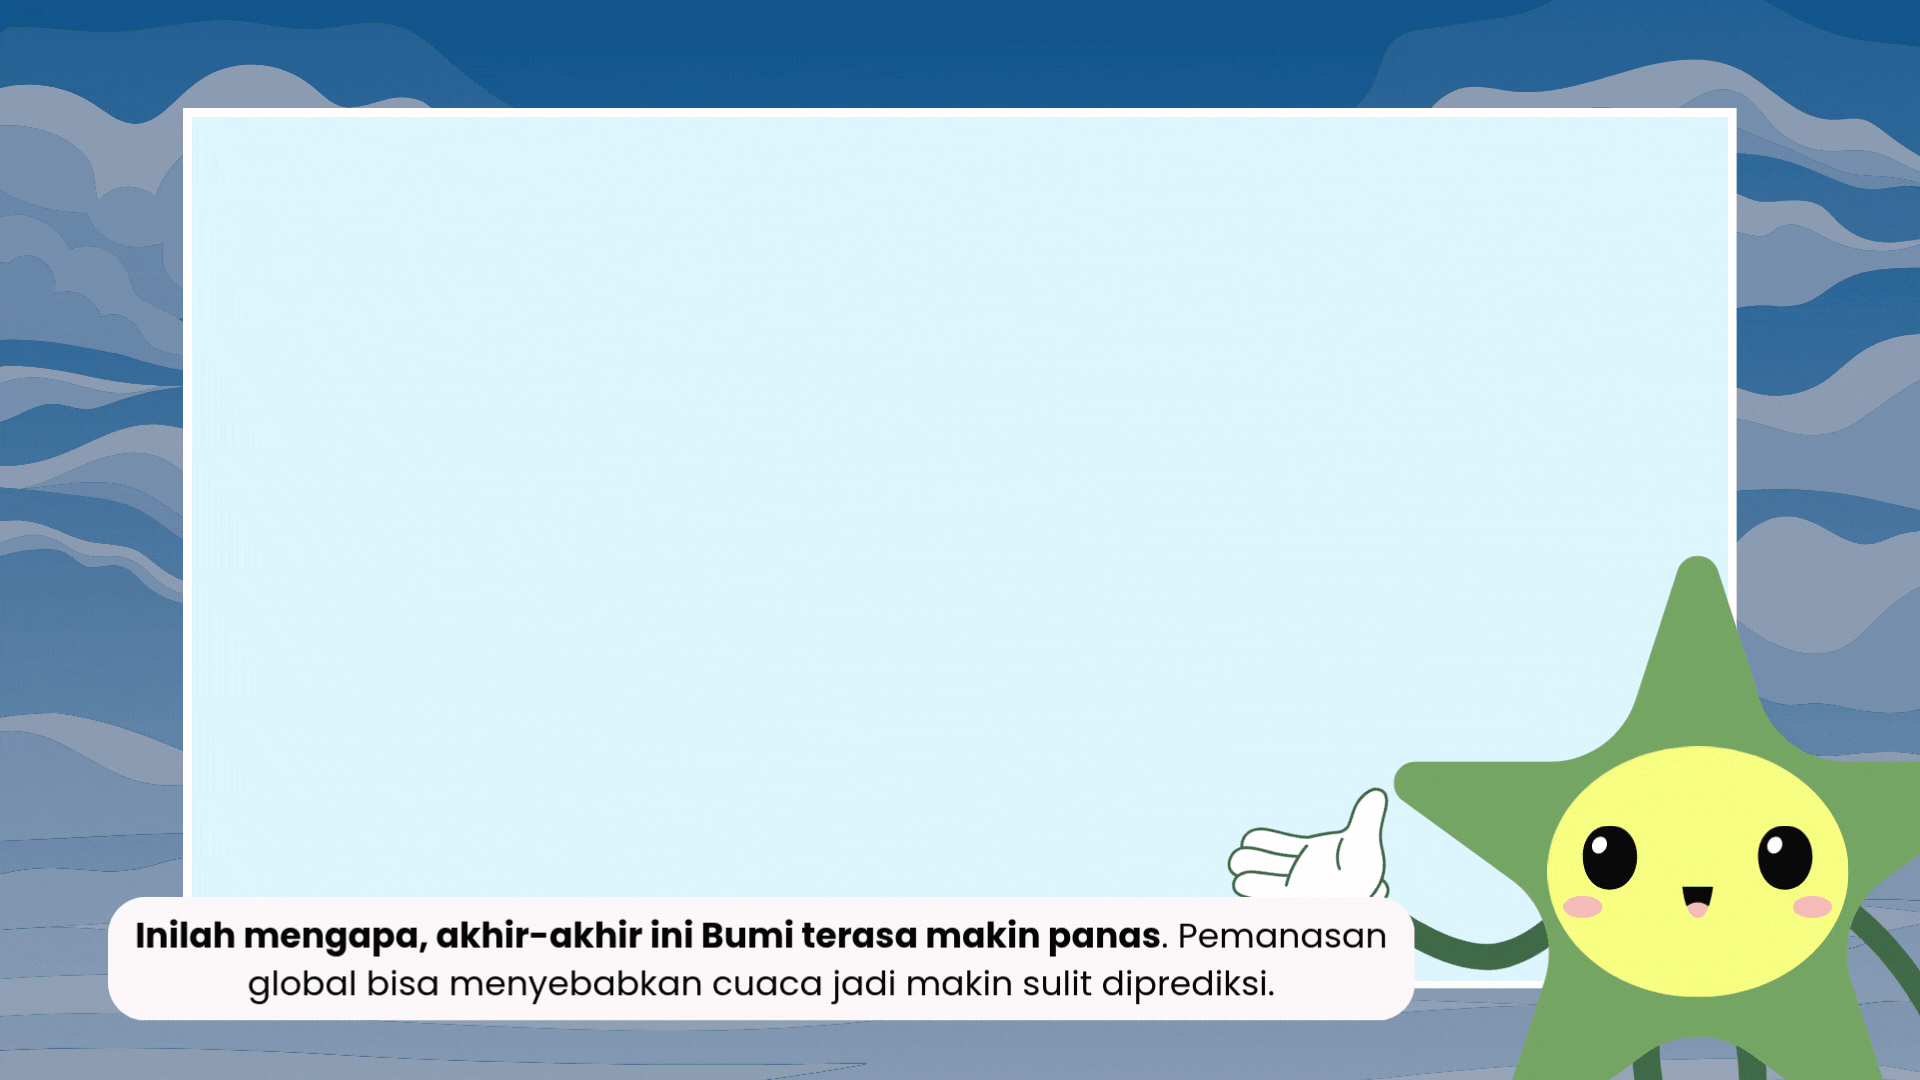 Inilah mengapa, akhir-akhir ini Bumi terasa makin panas. Pemanasan
global bisa menyebabkan cuaca jadi makin sulit diprediksi.